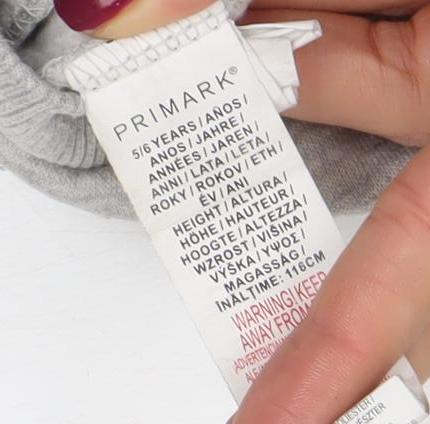 PRIMARK®
5/6 YEARS / AÑOS /
ANOS / JAHRE /
ANNÉES / JAREN /
ANNI / LATA / LETA /
ROKY / ROKOV / ETH /
ÉV / ANI
HEIGHT / ALTURA /
HÖHE / HAUTEUR /
HOOGTE / ALTEZZA /
WZROST / VIŠINA /
VÝŠKA / ΥΨΟΣ /
MAGASSÁG /
ÎNĂLTIME: 116CM
WARNING! KEEP
AWAY FROM